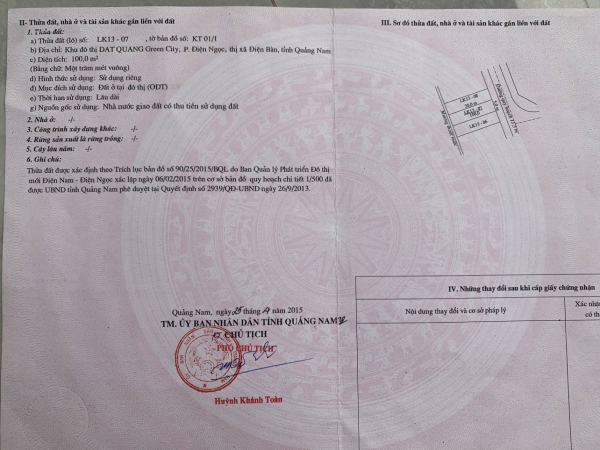 II- Thửa đất, nhà ở và tài sản khác gắn liền với đất
1. Thửa đất:
a) Thửa đất (lô) số: LK13 - 07 , tờ bản đồ số: KT 01/1
b) Địa chỉ: Khu đô thị DAT QUANG Green City, P. Điện Ngọc, thị xã Điện Bàn, tỉnh Quảng Nam
c) Diện tích: 100,0 m²
(Bằng chữ: Một trăm mét vuông)
d) Hình thức sử dụng: Sử dụng riêng
đ) Mục đích sử dụng: Đất ở tại đô thị (ODT)
e) Thời hạn sử dụng: Lâu dài
g) Nguồn gốc sử dụng: Nhà nước giao đất có thu tiền sử dụng đất
2. Nhà ở: -/-
3. Công trình xây dựng khác: -/-
4. Rừng sản xuất là rừng trồng: -/-
5. Cây lâu năm: -/-
6. Ghi chú:
Thửa đất được xác định theo Trích lục bản đồ số 90/25/2015/BQL do Ban Quản lý Phát triển Đô thị
mới Điện Nam - Điện Ngọc xác lập ngày 06/02/2015 trên cơ sở bản đồ quy hoạch chi tiết 1/500 đã
được UBND tỉnh Quảng Nam phê duyệt tại Quyết định số 2939/QĐ-UBND ngày 26/9/2013.
Quảng Nam, ngày 25 tháng năm 2015
TM. ỦY BAN NHÂN DÂN TỈNH QUẢNG NAM
CHỦ TỊCH
PHÓ CHỦ TỊCH
Huỳnh Khánh Toàn
III. Sơ đồ thửa đất, nhà ở và tài sản khác gắn liền với đất
LK13 - 08
LK13 - 06
IV. Những thay đổi sau khi cấp giấy chứng nhận
Nội dung thay đổi và cơ sở pháp lý
Xác nhận
có th